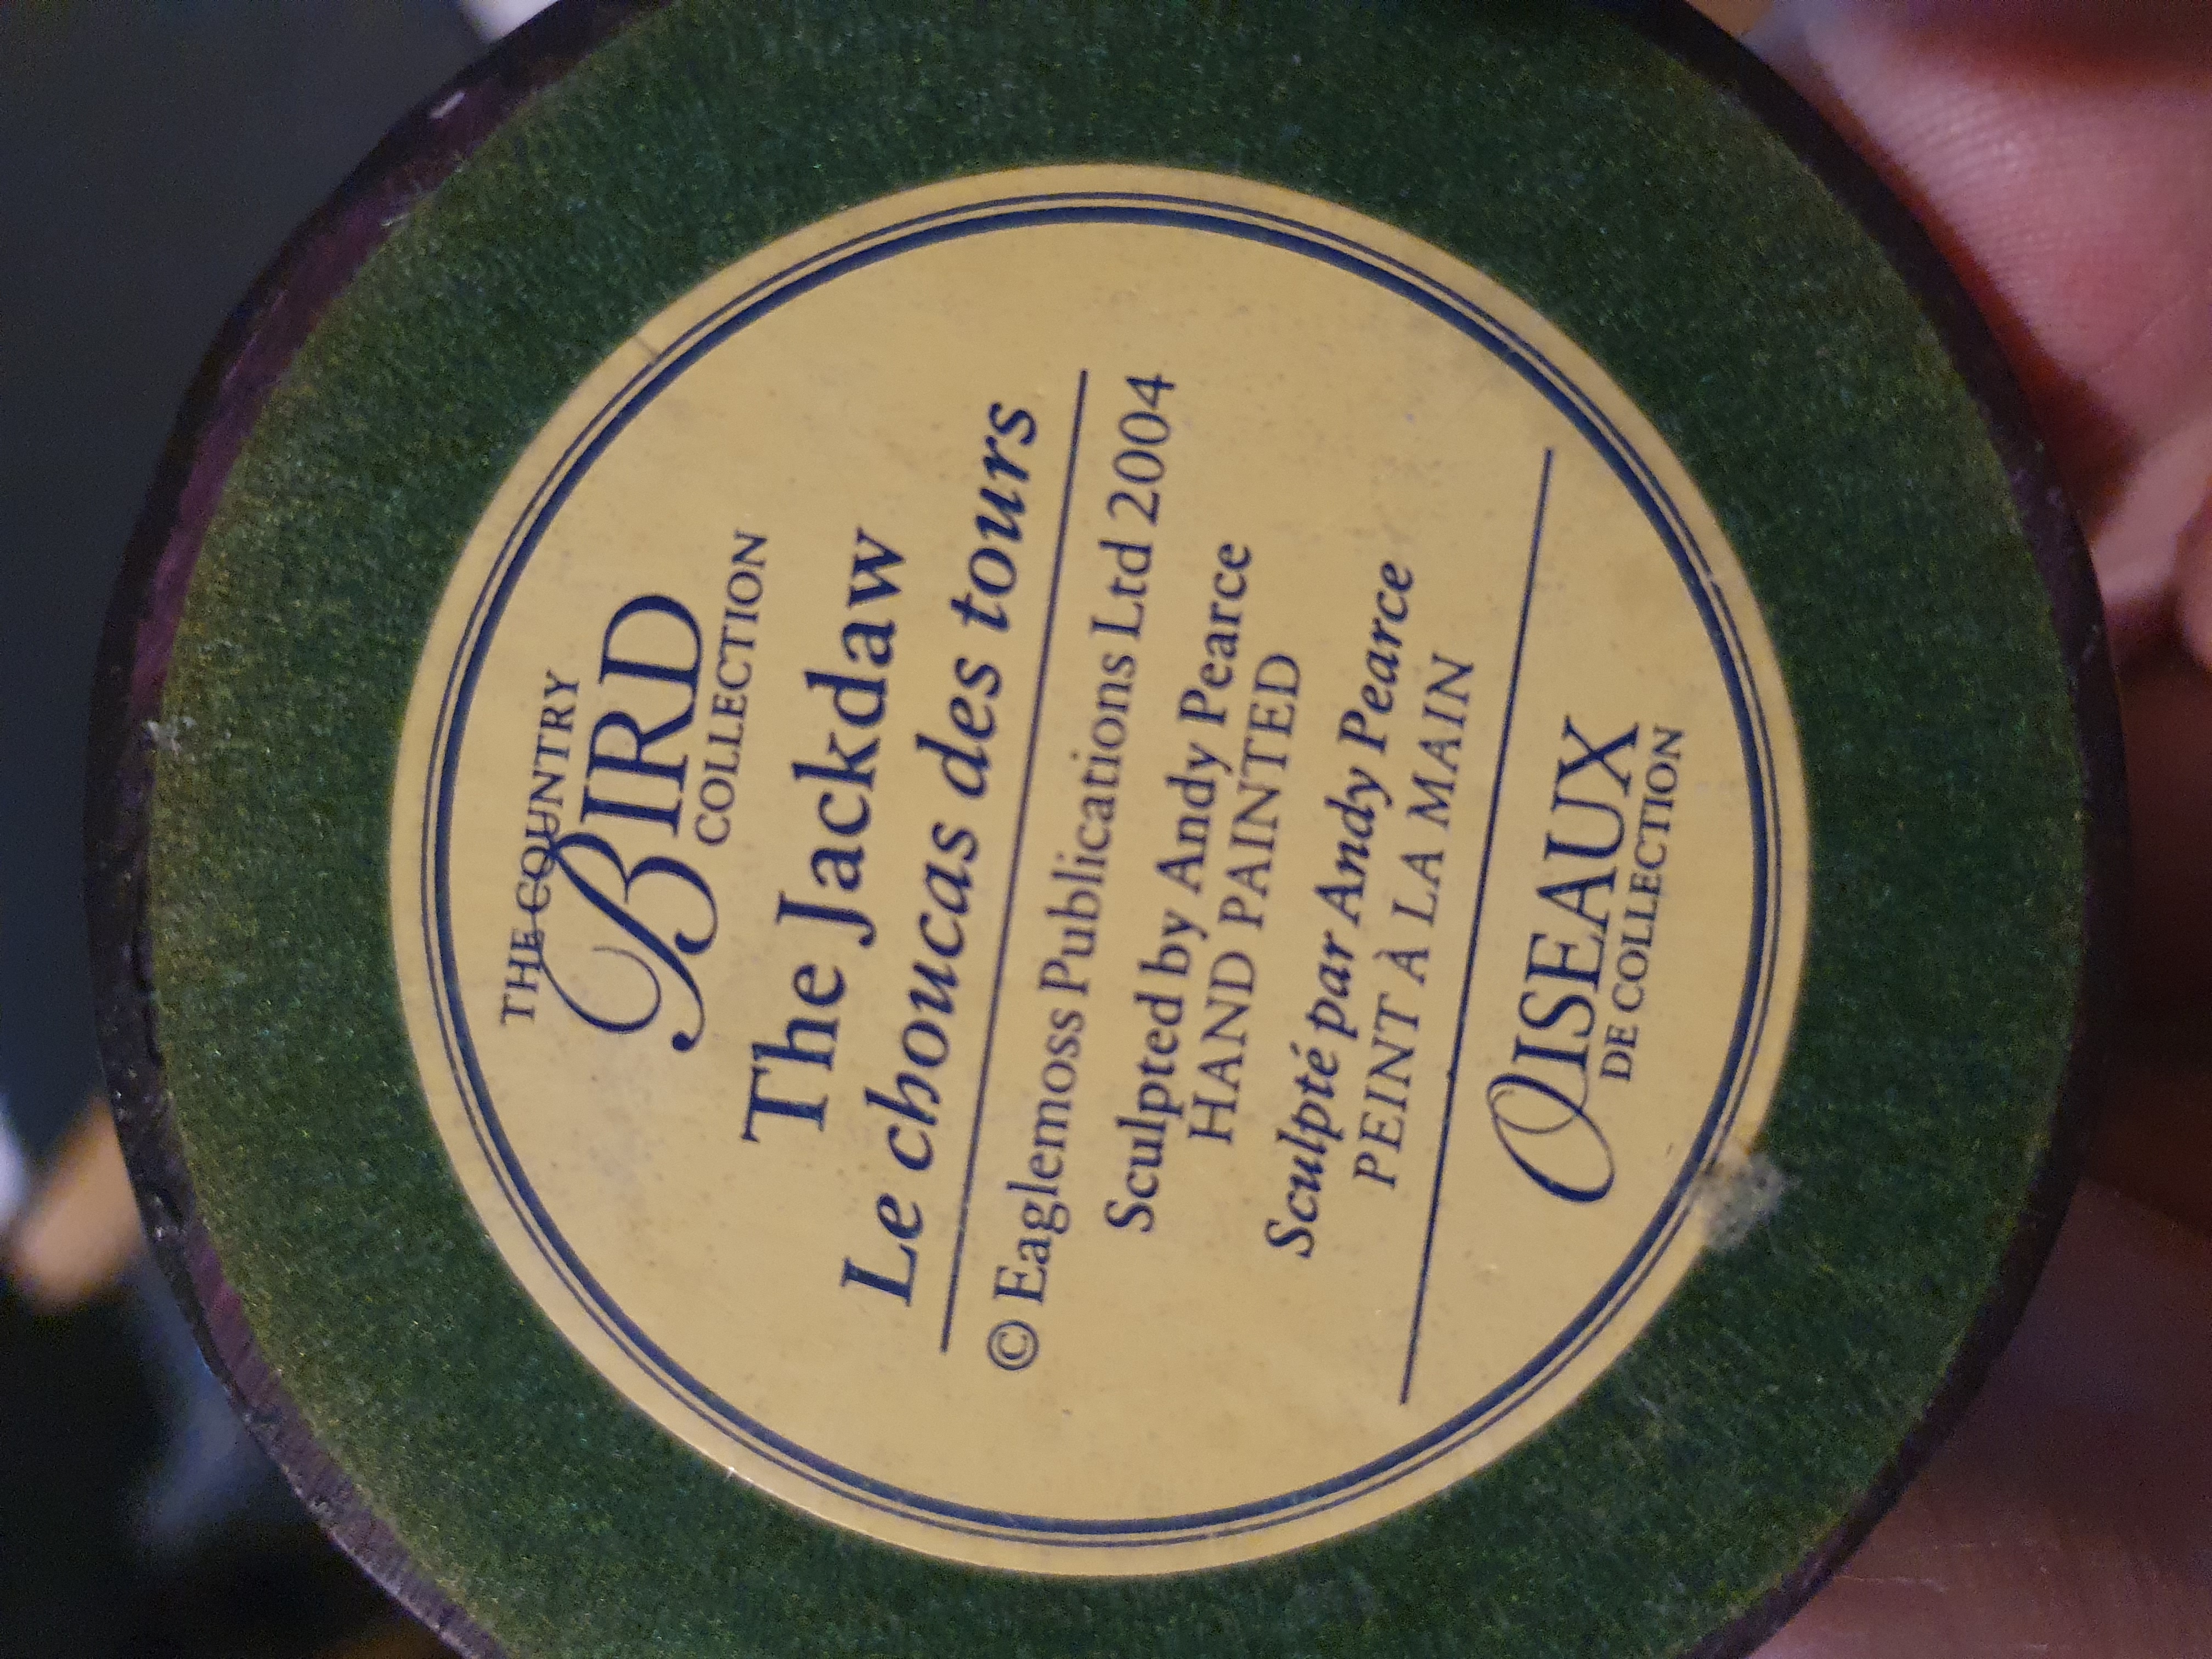 THE COUNTRY
BIRD
COLLECTION
The Jackdaw
Le choucas des tours
© Eaglemoss Publications Ltd 2004
Sculpted by Andy Pearce
HAND PAINTED
Sculpté par Andy Pearce
PEINT À LA MAIN
OISEAUX
DE COLLECTION